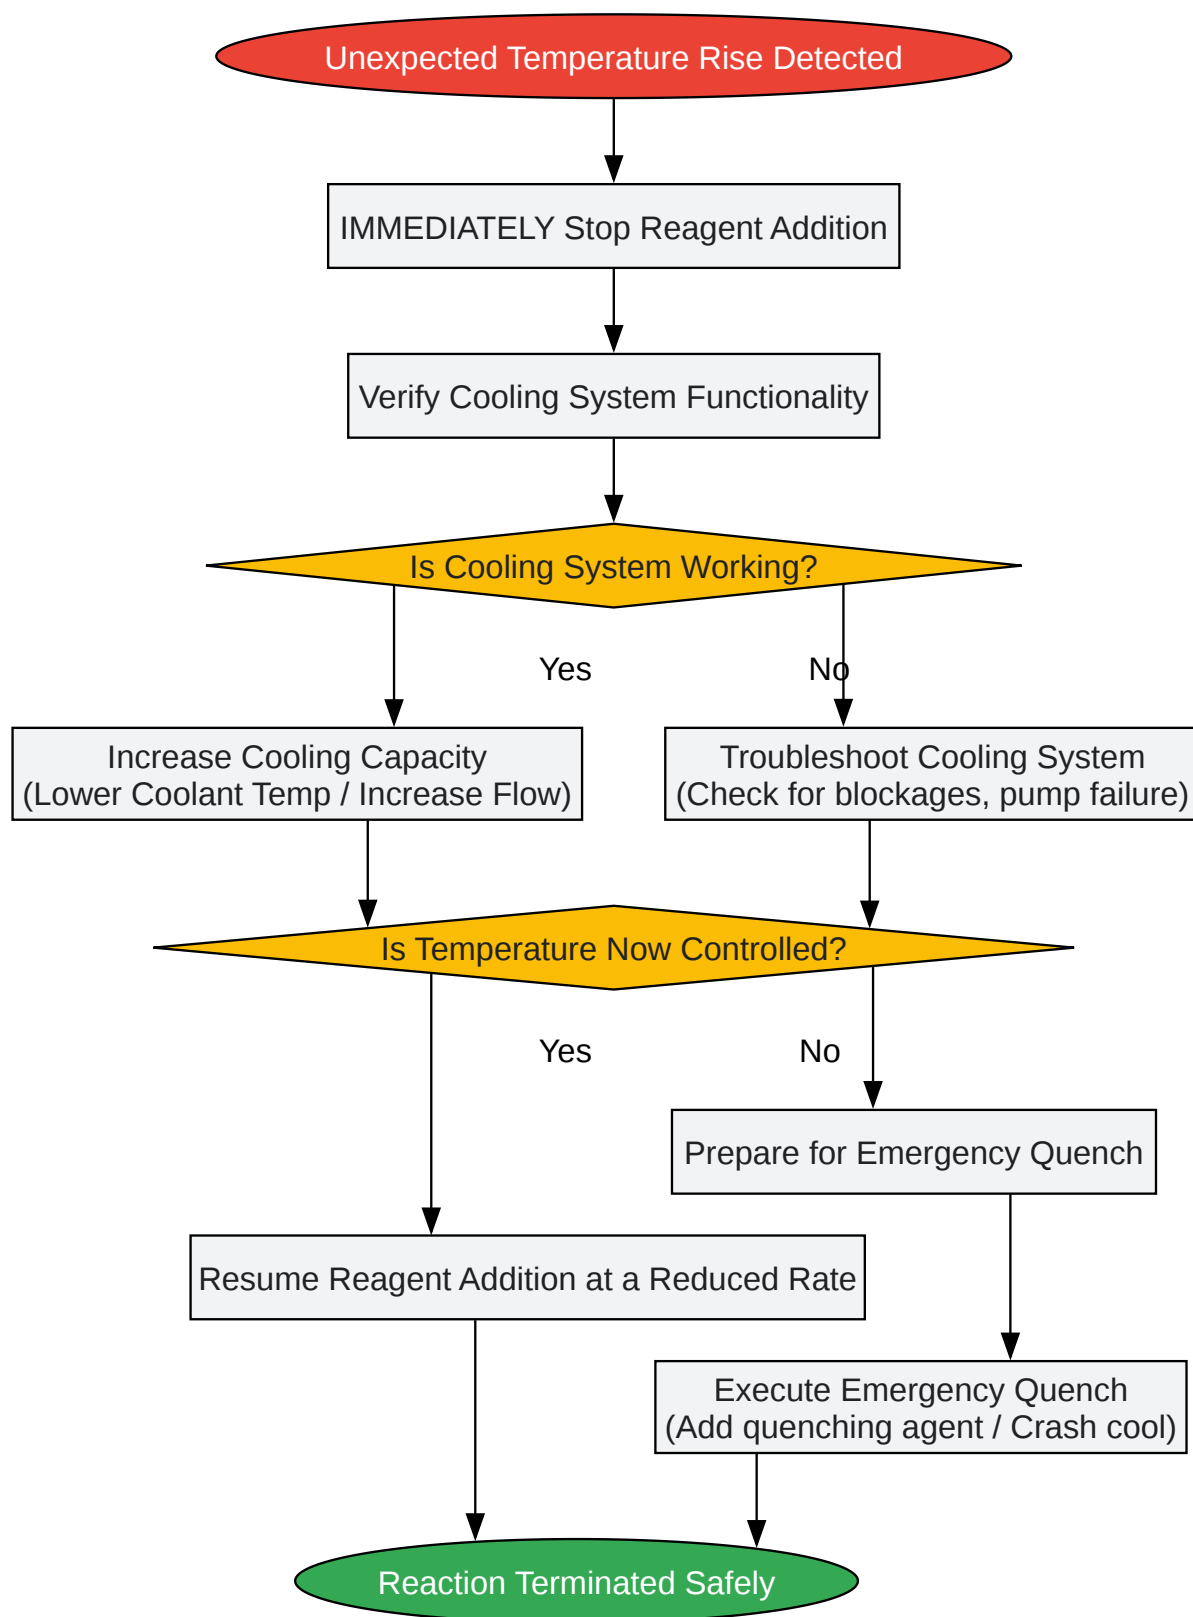 Unexpected Temperature Rise Detected
IMMEDIATELY Stop Reagent Addition
Verify Cooling System Functionality
Is Cooling System Working?
Yes
No
Increase Cooling Capacity
(Lower Coolant Temp / Increase Flow)
Troubleshoot Cooling System
(Check for blockages, pump failure)
Is Temperature Now Controlled?
Yes
No
Prepare for Emergency Quench
Resume Reagent Addition at a Reduced Rate
Execute Emergency Quench
(Add quenching agent / Crash cool)
Reaction Terminated Safely